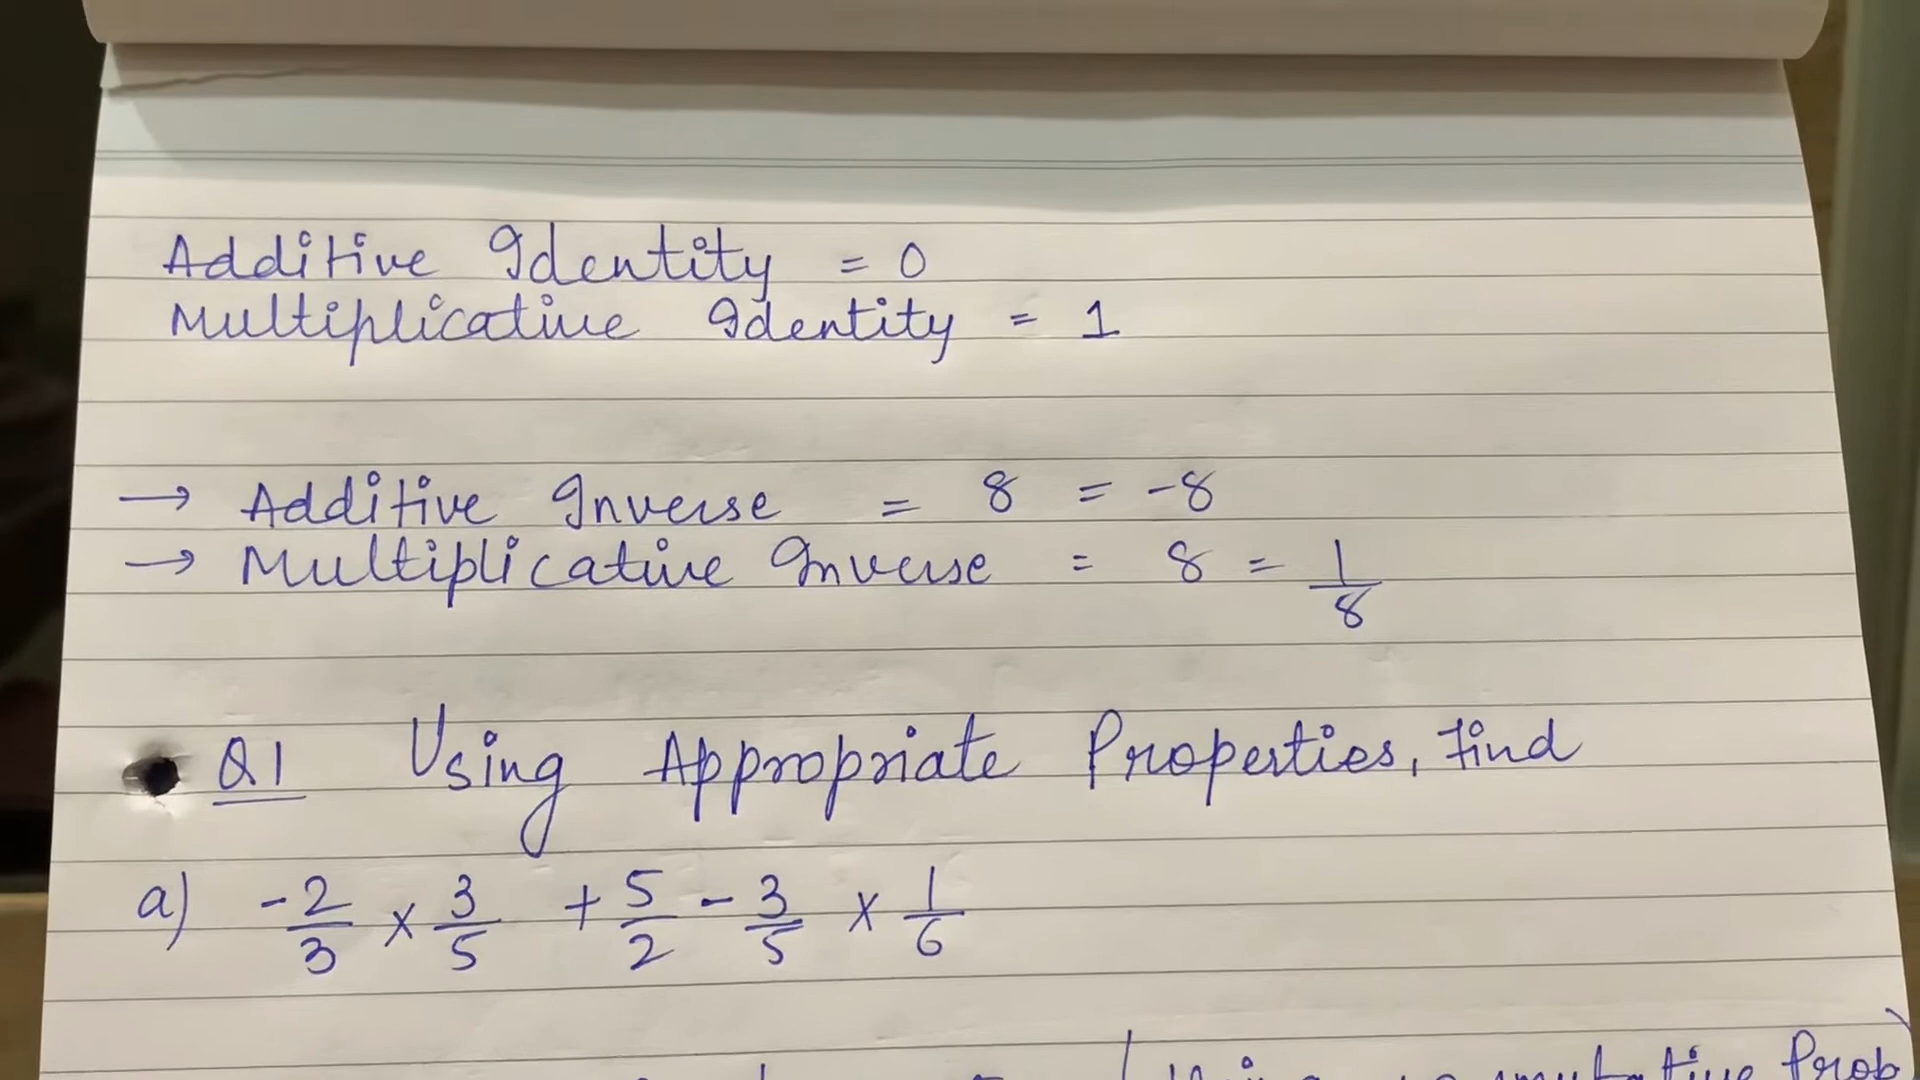 Additive Identity = 0
Multiplicative Identity = 1
→ Additive Inverse = 8 = -8
→ Multiplicative Inverse = 8 = 1/8
Q1 Using Appropriate Properties, find
a) -2/3 × 3/5 + 5/2 - 3/5 × 1/6